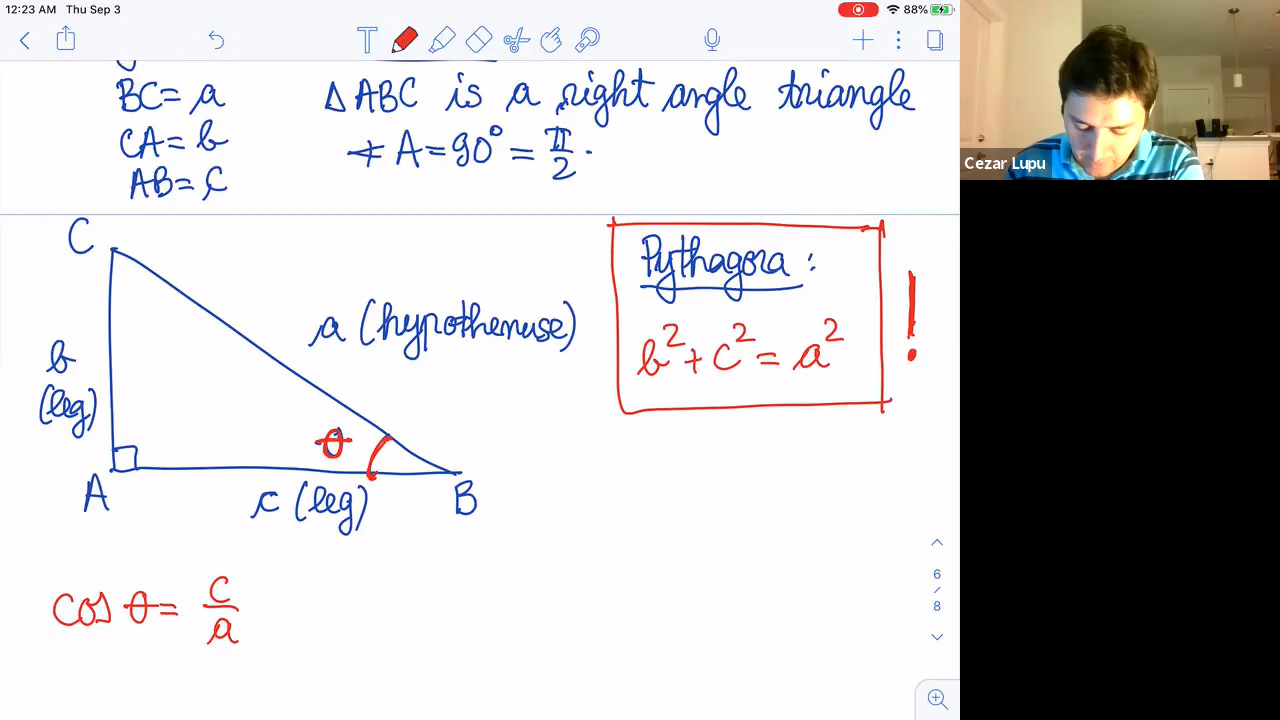 12:23 AM Thu Sep 3
88%
BC = a
CA = b
AB = c
Δ ABC is a right angle triangle
∢ A = 90° = π/2.
Cezar Lupu
C
a (hypothenuse)
b
(leg)
θ
A
c (leg)
B
Pythagora :
b² + c² = a²
!
cos θ = c/a
6
/
8
T